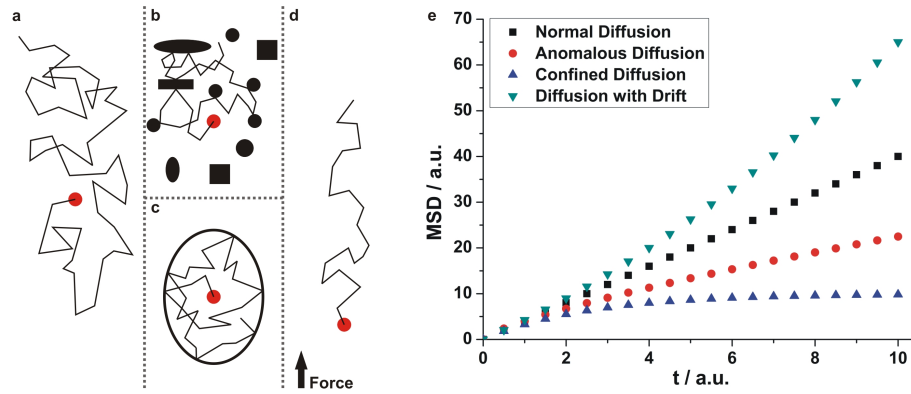 a
b
c
d
Force
e
MSD / a.u.
70
60
50
40
30
20
10
0
Normal Diffusion
Anomalous Diffusion
Confined Diffusion
Diffusion with Drift
0 2 4 6 8 10
t / a.u.